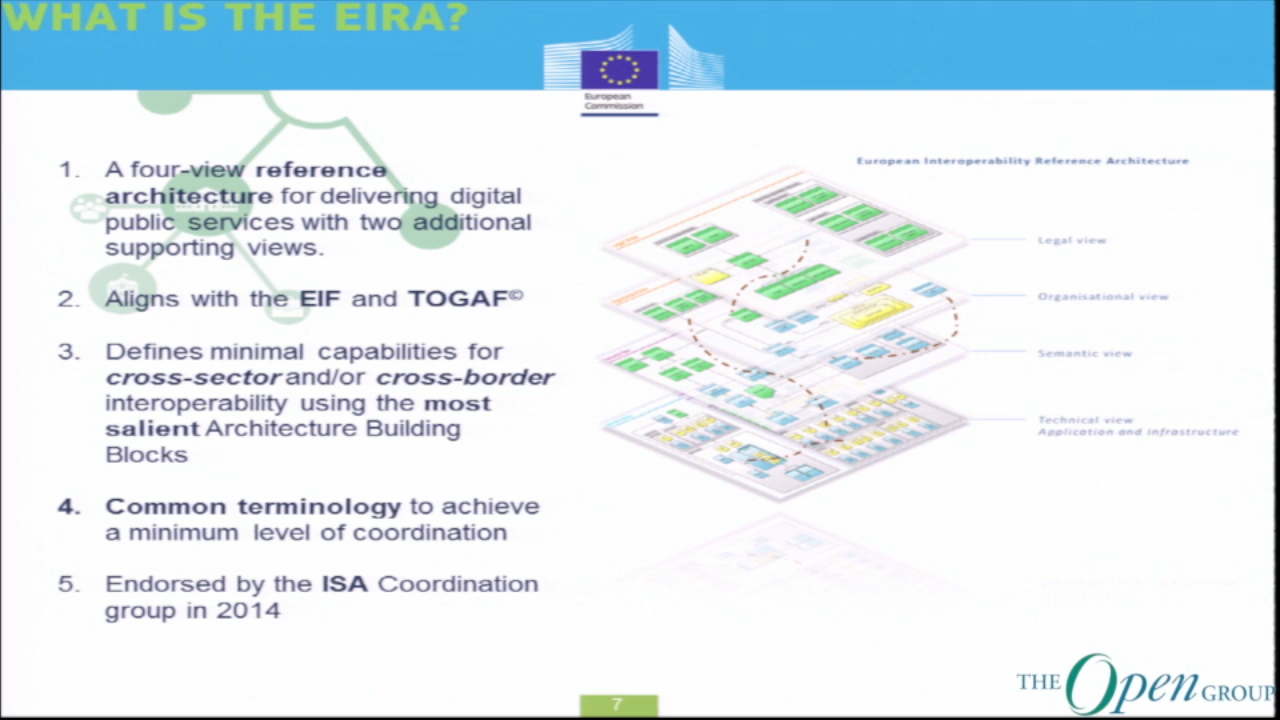 WHAT IS THE EIRA?
European
Commission
1. A four-view reference
architecture for delivering digital
public services with two additional
supporting views.
2. Aligns with the EIF and TOGAF©
3. Defines minimal capabilities for
cross-sector and/or cross-border
interoperability using the most
salient Architecture Building
Blocks
4. Common terminology to achieve
a minimum level of coordination
5. Endorsed by the ISA Coordination
group in 2014
European Interoperability Reference Architecture
Legal view
Organisational view
Semantic view
Technical view
Application and Infrastructure
7
THE Open GROUP